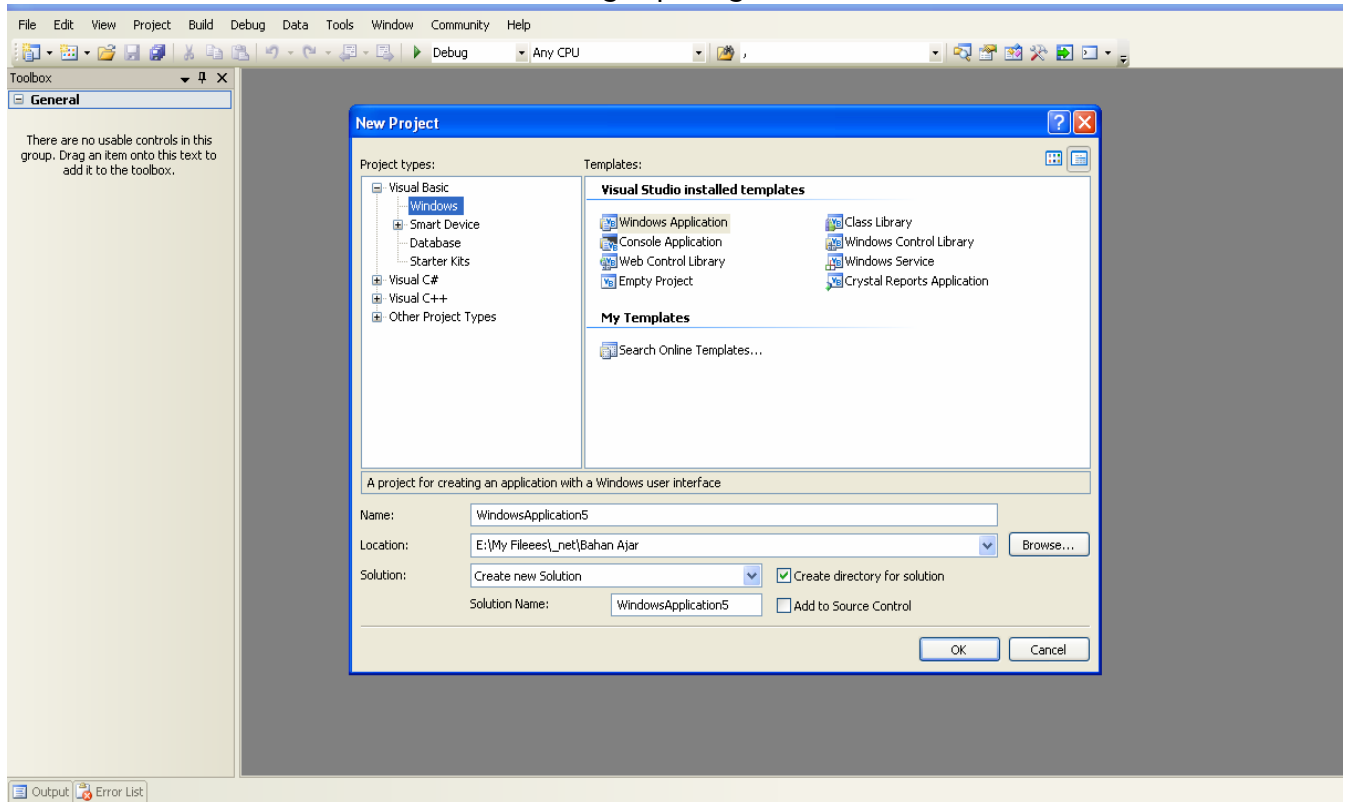 File Edit View Project Build Debug Data Tools Window Community Help
Debug Any CPU ,
Toolbox
General
There are no usable controls in this
group. Drag an item onto this text to
add it to the toolbox.
New Project
Project types:
Templates:
Visual Basic
Windows
Smart Device
Database
Starter Kits
Visual C#
Visual C++
Other Project Types
Visual Studio installed templates
Windows Application
Console Application
Web Control Library
Empty Project
Class Library
Windows Control Library
Windows Service
Crystal Reports Application
My Templates
Search Online Templates...
A project for creating an application with a Windows user interface
Name: WindowsApplication5
Location: E:\My Fileees\_net\Bahan Ajar Browse...
Solution: Create new Solution Create directory for solution
Solution Name: WindowsApplication5 Add to Source Control
OK Cancel
Output Error List